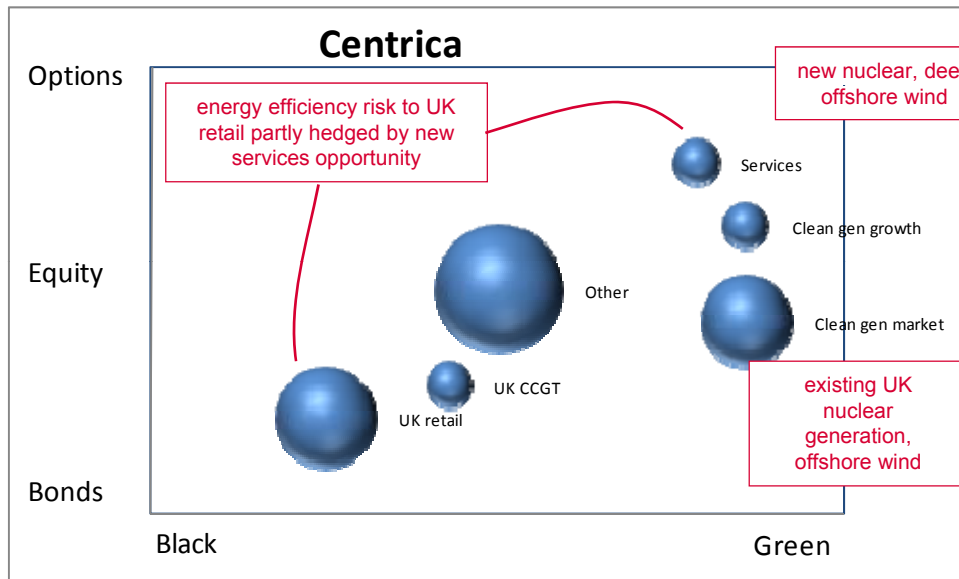 Centrica
Options
energy efficiency risk to UK
retail partly hedged by new
services opportunity
new nuclear, dee
offshore wind
Services
Clean gen growth
Equity
Other
Clean gen market
UK CCGT
UK retail
existing UK
nuclear
generation,
offshore wind
Bonds
Black
Green